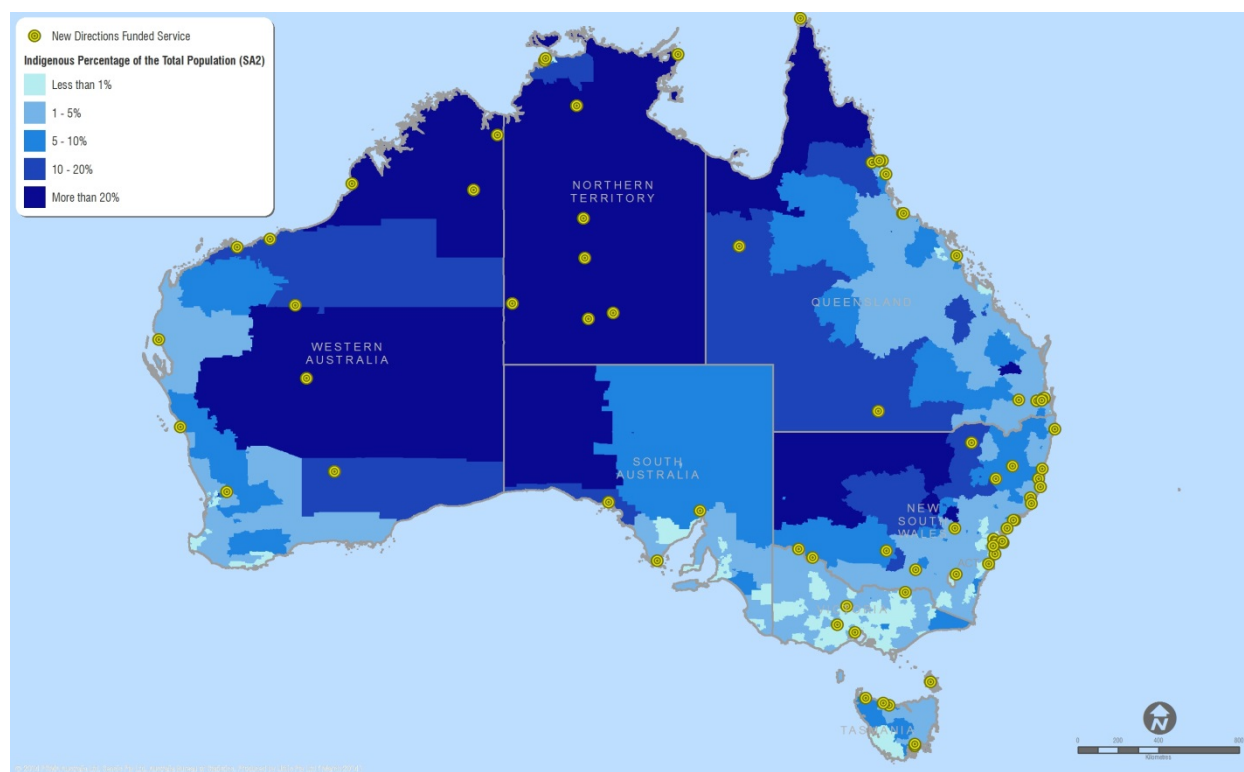 New Directions Funded Service
Indigenous Percentage of the Total Population (SA2)
Less than 1%
1 - 5%
5 - 10%
10 - 20%
More than 20%
NORTHERN
TERRITORY
QUEENSLAND
WESTERN
AUSTRALIA
SOUTH
AUSTRALIA
NEW
SOUTH
WALES
TASMANIA
N
0 200 400 800
Kilometres